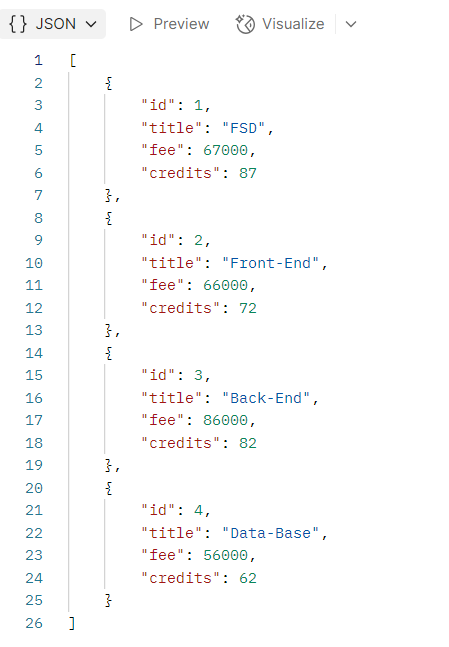 {} JSON Preview Visualize
1 [
2 {
3 "id": 1,
4 "title": "FSD",
5 "fee": 67000,
6 "credits": 87
7 },
8 {
9 "id": 2,
10 "title": "Front-End",
11 "fee": 66000,
12 "credits": 72
13 },
14 {
15 "id": 3,
16 "title": "Back-End",
17 "fee": 86000,
18 "credits": 82
19 },
20 {
21 "id": 4,
22 "title": "Data-Base",
23 "fee": 56000,
24 "credits": 62
25 }
26 ]